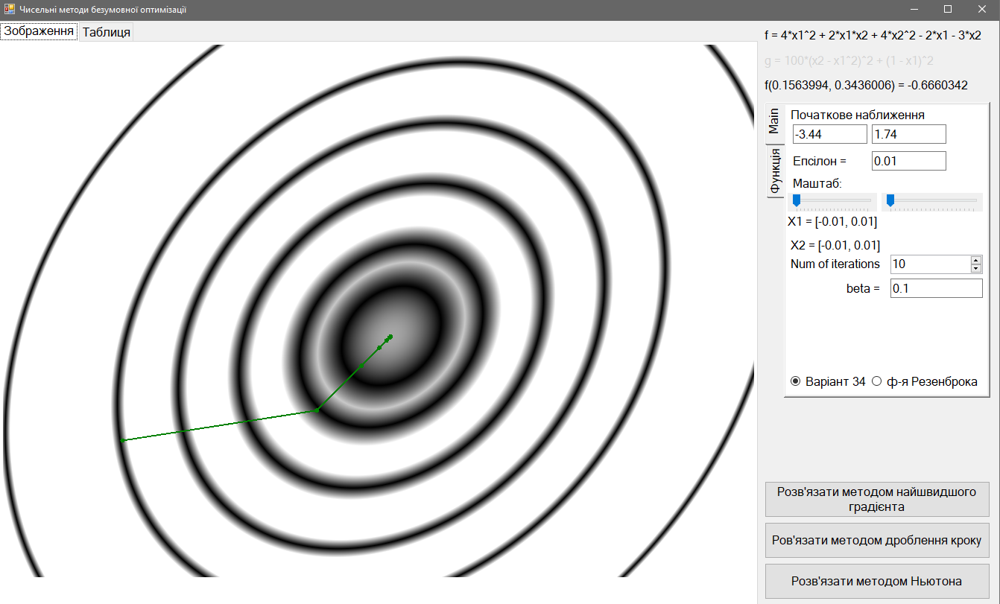 Чисельні методи безумовної оптимізації
Зображення
Таблиця
f = 4*x1^2 + 2*x1*x2 + 4*x2^2 - 2*x1 - 3*x2
g = 100*(x2 - x1^2)^2 + (1 - x1)^2
f(0.1563994, 0.3436006) = -0.6660342
Main
Функція
Початкове наближення
-3.44 1.74
Епсілон = 0.01
Маштаб:
X1 = [-0.01, 0.01]
X2 = [-0.01, 0.01]
Num of iterations 10
beta = 0.1
Варіант 34 ф-я Резенброка
Розв'язати методом найшвидшого
градієнта
Ров'язати методом дроблення кроку
Розв'язати методом Ньютона